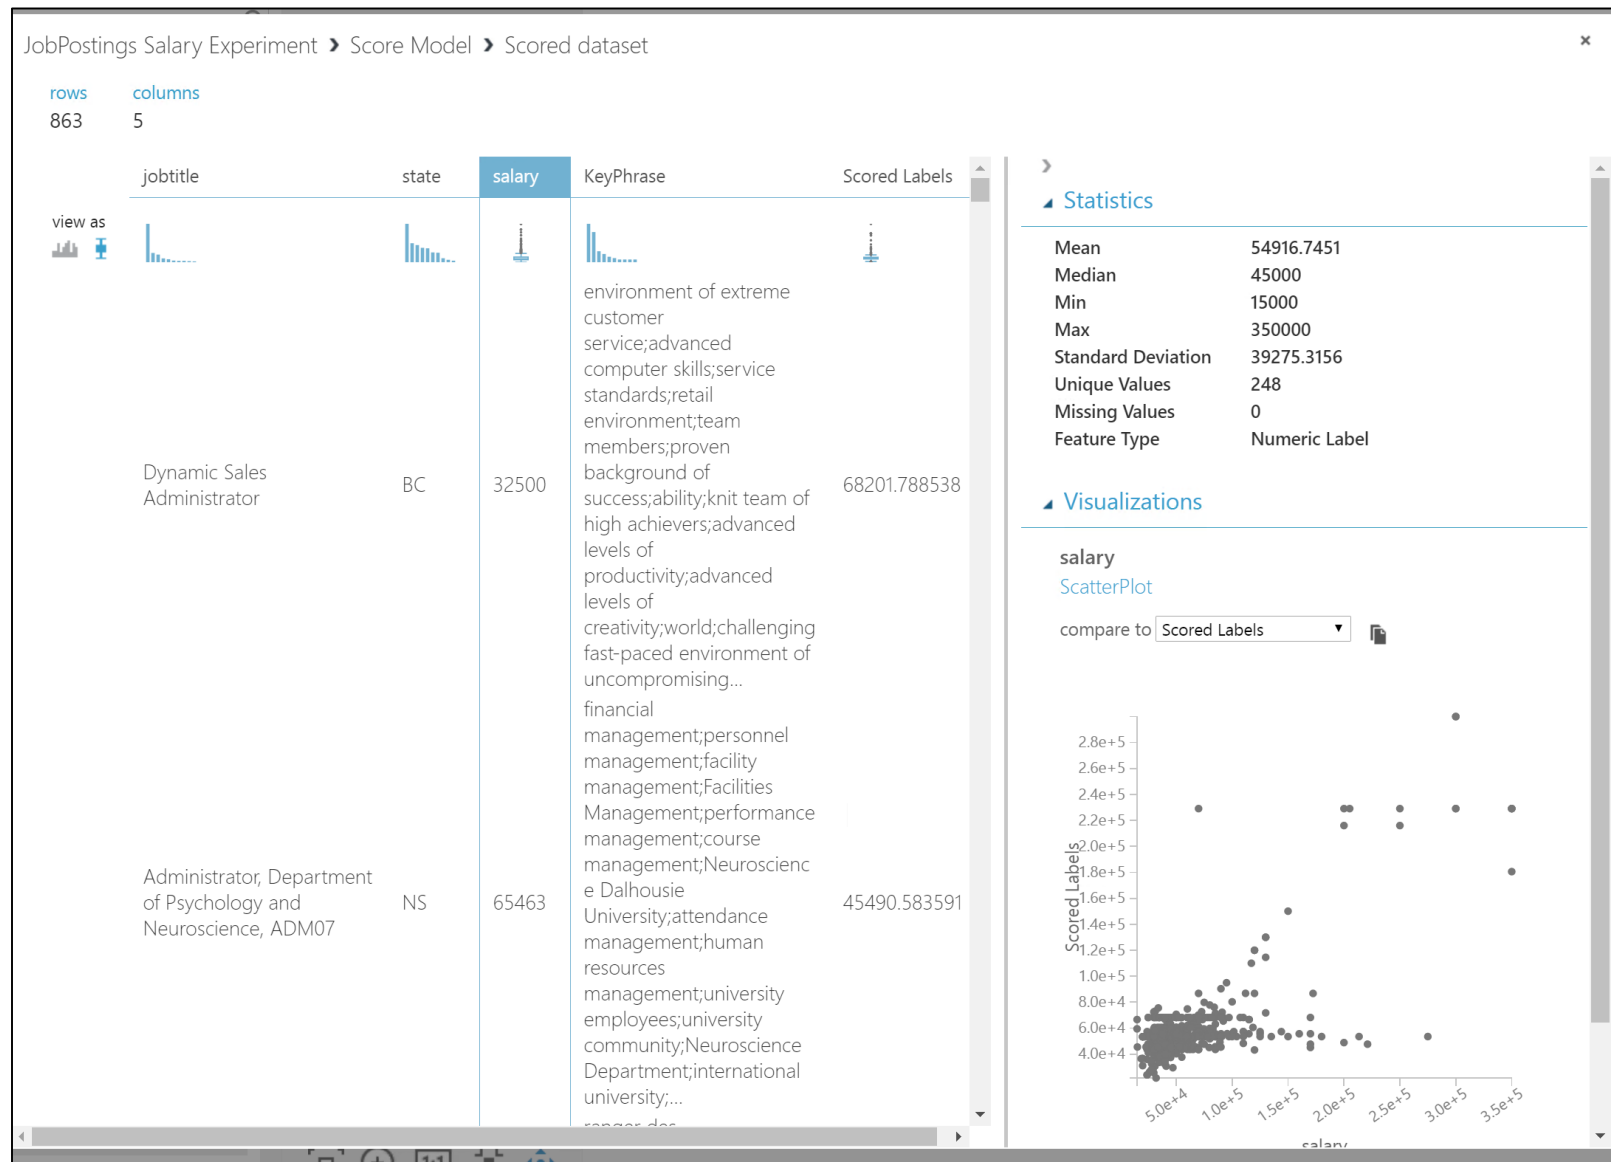 JobPostings Salary Experiment › Score Model › Scored dataset
rows columns
863 5
jobtitle state salary KeyPhrase Scored Labels
view as
environment of extreme
customer
service;advanced
computer skills;service
standards;retail
environment;team
members;proven
background of
success;ability;knit team of
high achievers;advanced
levels of
productivity;advanced
levels of
creativity;world;challenging
fast-paced environment of
uncompromising...
Dynamic Sales
Administrator
BC
32500
68201.788538
financial
management;personnel
management;facility
management;Facilities
Management;performance
management;course
management;Neuroscienc
e Dalhousie
University;attendance
management;human
resources
management;university
employees;university
community;Neuroscience
Department;international
university;...
Administrator, Department
of Psychology and
Neuroscience, ADM07
NS
65463
45490.583591
Statistics
Mean 54916.7451
Median 45000
Min 15000
Max 350000
Standard Deviation 39275.3156
Unique Values 248
Missing Values 0
Feature Type Numeric Label
Visualizations
salary
ScatterPlot
compare to Scored Labels
Scored Labels
2.8e+5
2.6e+5
2.4e+5
2.2e+5
2.0e+5
1.8e+5
1.6e+5
1.4e+5
1.2e+5
1.0e+5
8.0e+4
6.0e+4
4.0e+4
5.0e+4 1.0e+5 1.5e+5 2.0e+5 2.5e+5 3.0e+5 3.5e+5
salary